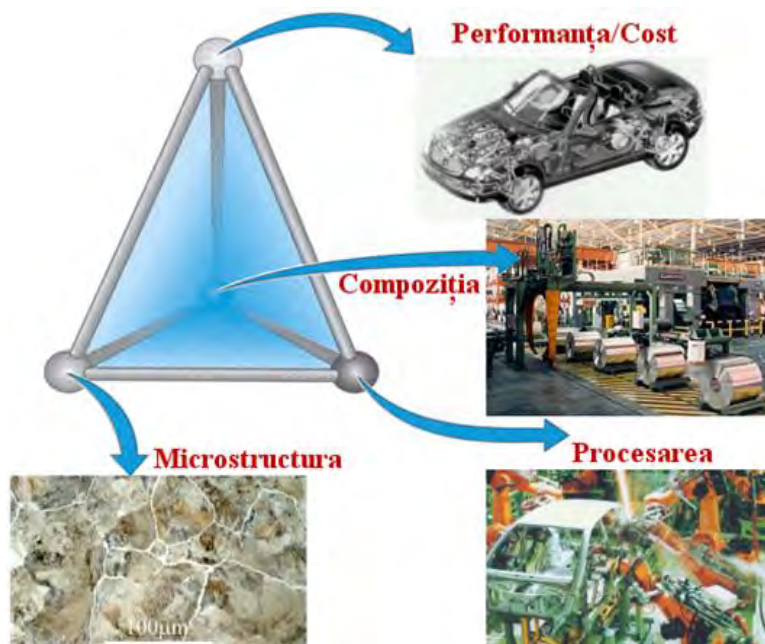 Performanța/Cost
Compoziția
Microstructura
Procesarea
100μm